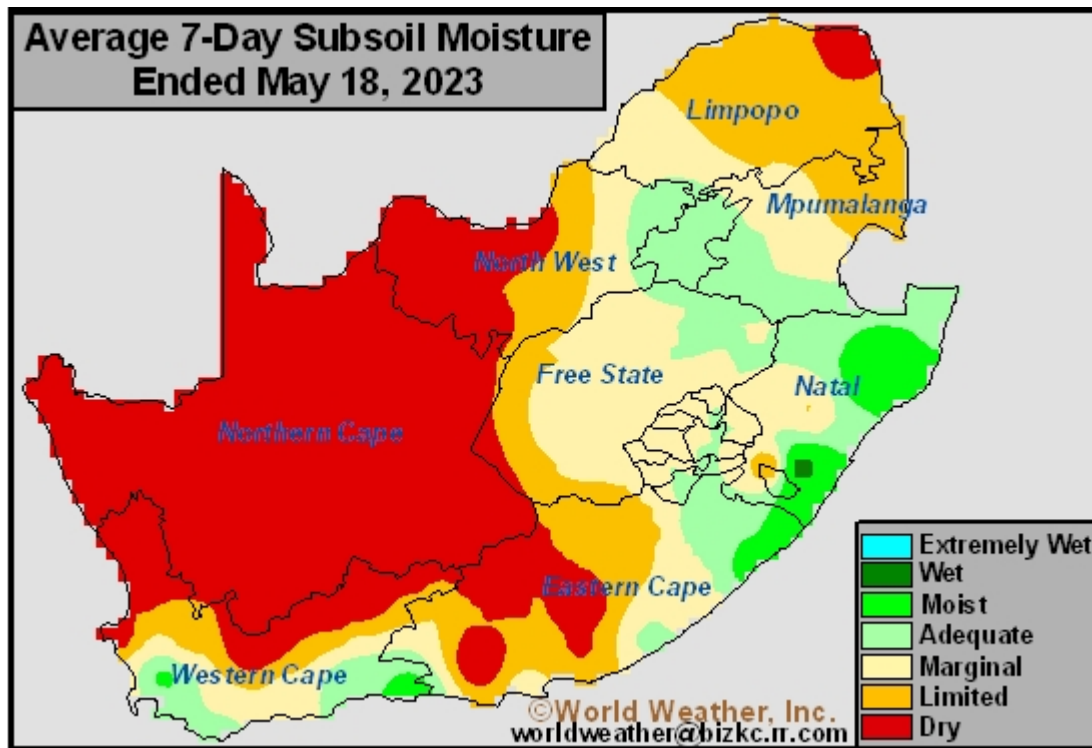 Average 7-Day Subsoil Moisture
Ended May 18, 2023
Limpopo
Mpumalanga
North West
Free State
Natal
Northern Cape
Eastern Cape
Western Cape
Extremely Wet
Wet
Moist
Adequate
Marginal
Limited
Dry
©World Weather, Inc.
worldweather@bizkc.rr.com